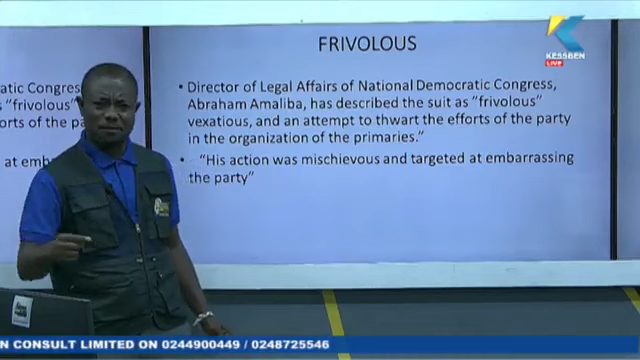 KESSBEN
LIVE
FRIVOLOUS
• Director of Legal Affairs of National Democratic Congress,
Abraham Amaliba, has described the suit as "frivolous"
vexatious, and an attempt to thwart the efforts of the party
in the organization of the primaries."
• "His action was mischievous and targeted at embarrassing
the party"
atic Congress
s "frivolous"
orts of the pa
at emb
N CONSULT LIMITED ON 0244900449 / 0248725546